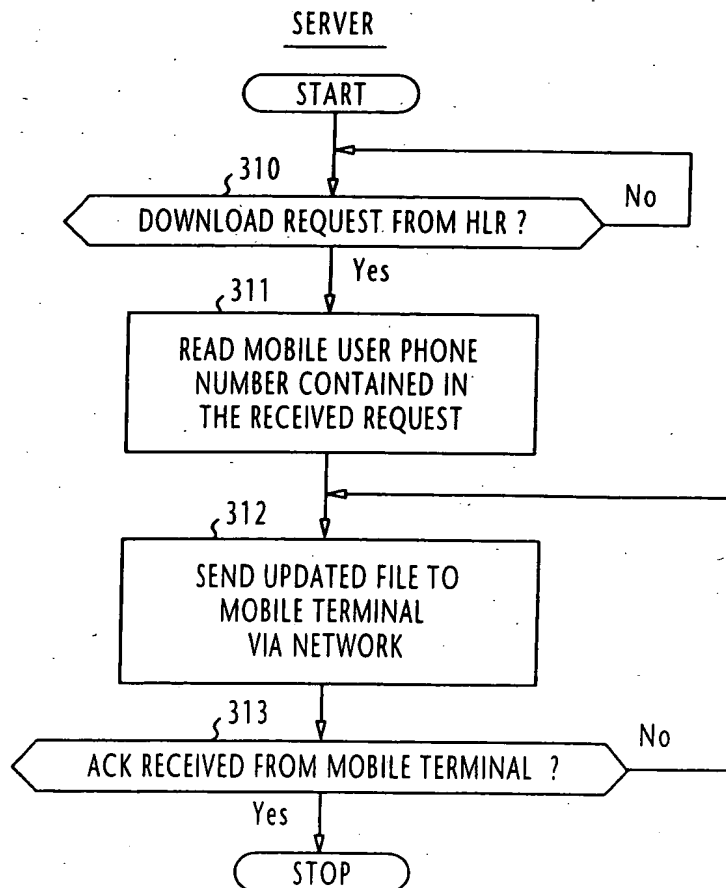 SERVER
START
310
No
DOWNLOAD REQUEST FROM HLR ?
Yes
311
READ MOBILE USER PHONE
NUMBER CONTAINED IN
THE RECEIVED REQUEST
312
SEND UPDATED FILE TO
MOBILE TERMINAL
VIA NETWORK
313
No
ACK RECEIVED FROM MOBILE TERMINAL ?
Yes
STOP